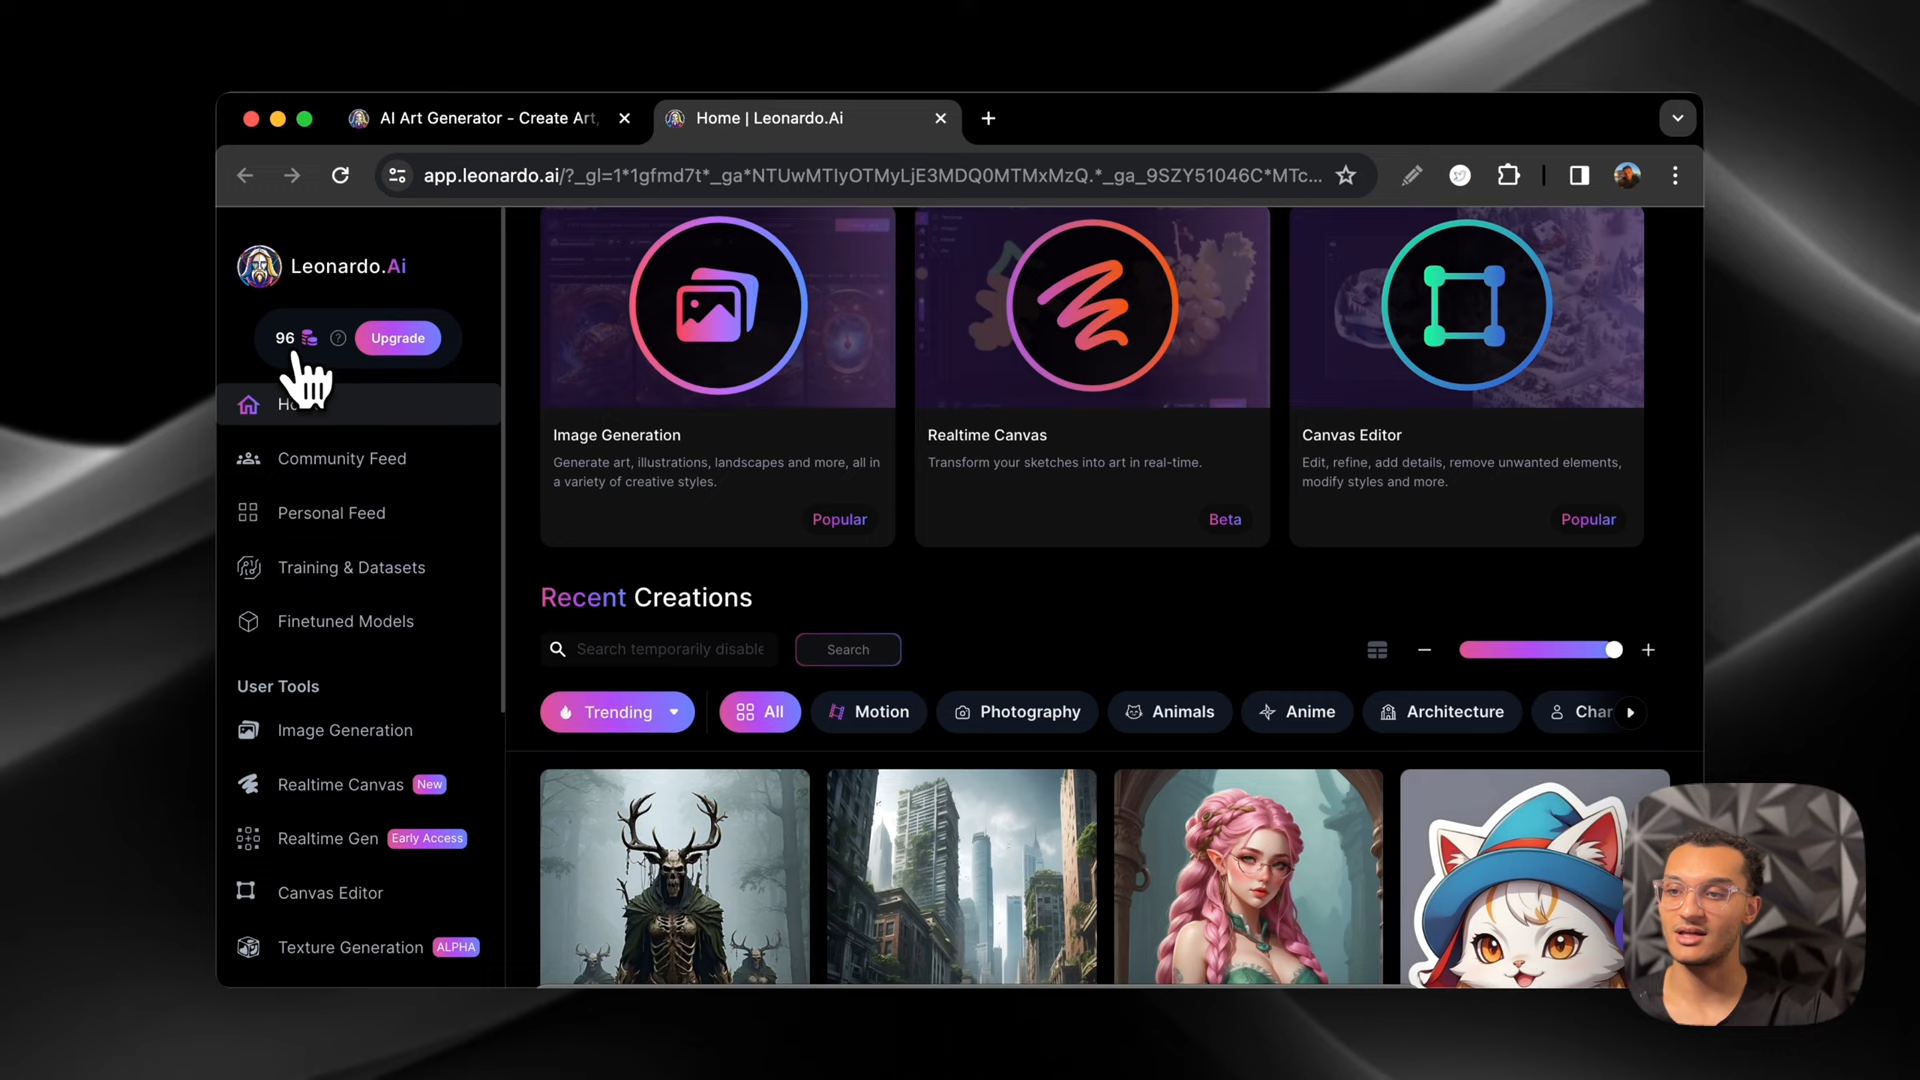 AI Art Generator - Create Art,
Home | Leonardo.Ai
app.leonardo.ai/?_gl=1*1gfmd7t*_ga*NTUwMTIyOTMyLjE3MDQ0MTMxMzQ.*_ga_9SZY51046C*MTc...
Leonardo.Ai
96
Upgrade
Community Feed
Personal Feed
Training & Datasets
Finetuned Models
User Tools
Image Generation
Realtime Canvas New
Realtime Gen Early Access
Canvas Editor
Texture Generation ALPHA
Image Generation
Generate art, illustrations, landscapes and more, all in
a variety of creative styles.
Popular
Realtime Canvas
Transform your sketches into art in real-time.
Beta
Canvas Editor
Edit, refine, add details, remove unwanted elements,
modify styles and more.
Popular
Recent Creations
Search temporarily disable
Search
Trending
All
Motion
Photography
Animals
Anime
Architecture
Char